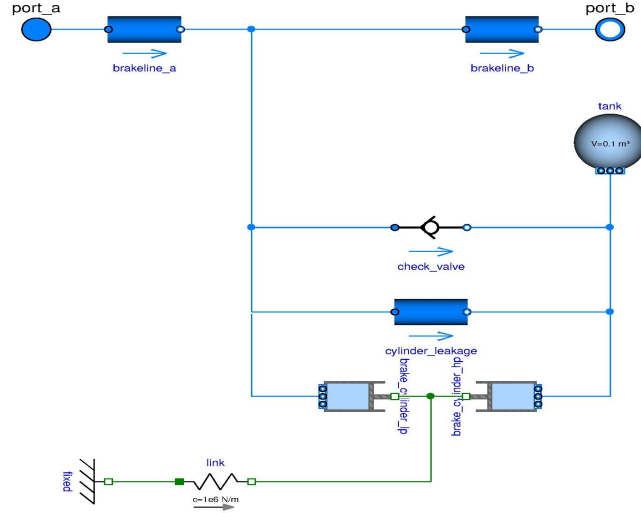 port_a
port_b
brakeline_a
brakeline_b
tank
V=0.1 m³
check_valve
cylinder_leakage
brake_cylinder_lp
brake_cylinder_hp
link
fixed
c=1e6 N/m